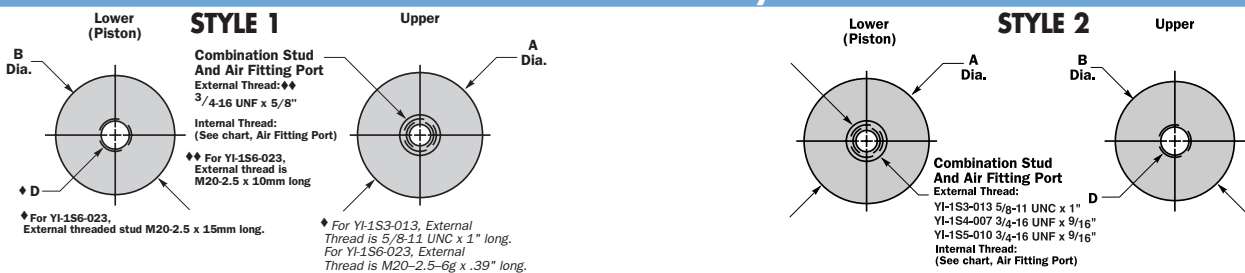 Lower
(Piston)
STYLE 1
Upper
B
Dia.
A
Dia.
Combination Stud
And Air Fitting Port
External Thread:♦♦
3/4-16 UNF x 5/8"
Internal Thread:
(See chart, Air Fitting Port)
♦♦ For YI-1S6-023,
External thread is
M20-2.5 x 10mm long
♦ D
♦ For YI-1S6-023,
External threaded stud M20-2.5 x 15mm long.
♦ For YI-1S3-013, External
Thread is 5/8-11 UNC x 1" long.
For YI-1S6-023, External
Thread is M20–2.5–6g x .39" long.
Lower
(Piston)
STYLE 2
Upper
A
Dia.
B
Dia.
Combination Stud
And Air Fitting Port
External Thread:
YI-1S3-013 5/8-11 UNC x 1"
YI-1S4-007 3/4-16 UNF x 9/16"
YI-1S5-010 3/4-16 UNF x 9/16"
Internal Thread:
(See chart, Air Fitting Port)
D